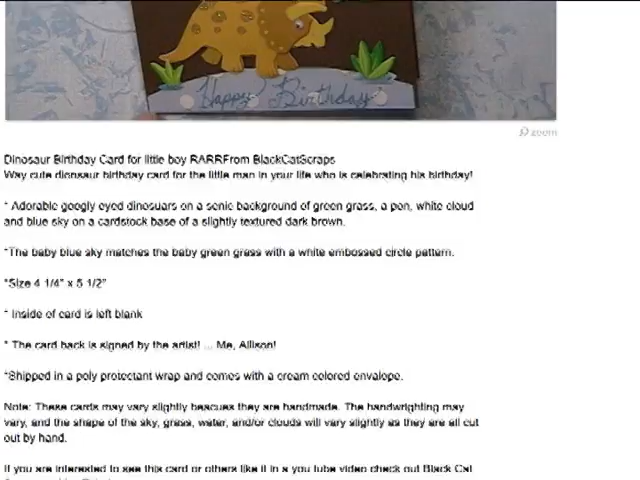 Happy Birthday
zoom
Dinosaur Birthday Card for little boy RARRFrom BlackCatScraps
Way cute dionsaur birthday card for the little man in your life who is celebrating his birthday!
* Adorable googly eyed dinosuars on a senic background of green grass, a pon, white cloud
and blue sky on a cardstock base of a slightly textured dark brown.
*The baby blue sky matches the baby green grass with a white embossed circle pattern.
*Size 4 1/4" x 5 1/2"
* Inside of card is left blank
* The card back is signed by the artist! ... Me, Allison!
*Shipped in a poly protectant wrap and comes with a cream colored envelope.
Note: These cards may vary slightly beacues they are handmade. The handwrighting may
vary, and the shape of the sky, grass, water, and/or clouds will vary slightly as they are all cut
out by hand.
If you are interested to see this card or others like it in a you tube video check out Black Cat